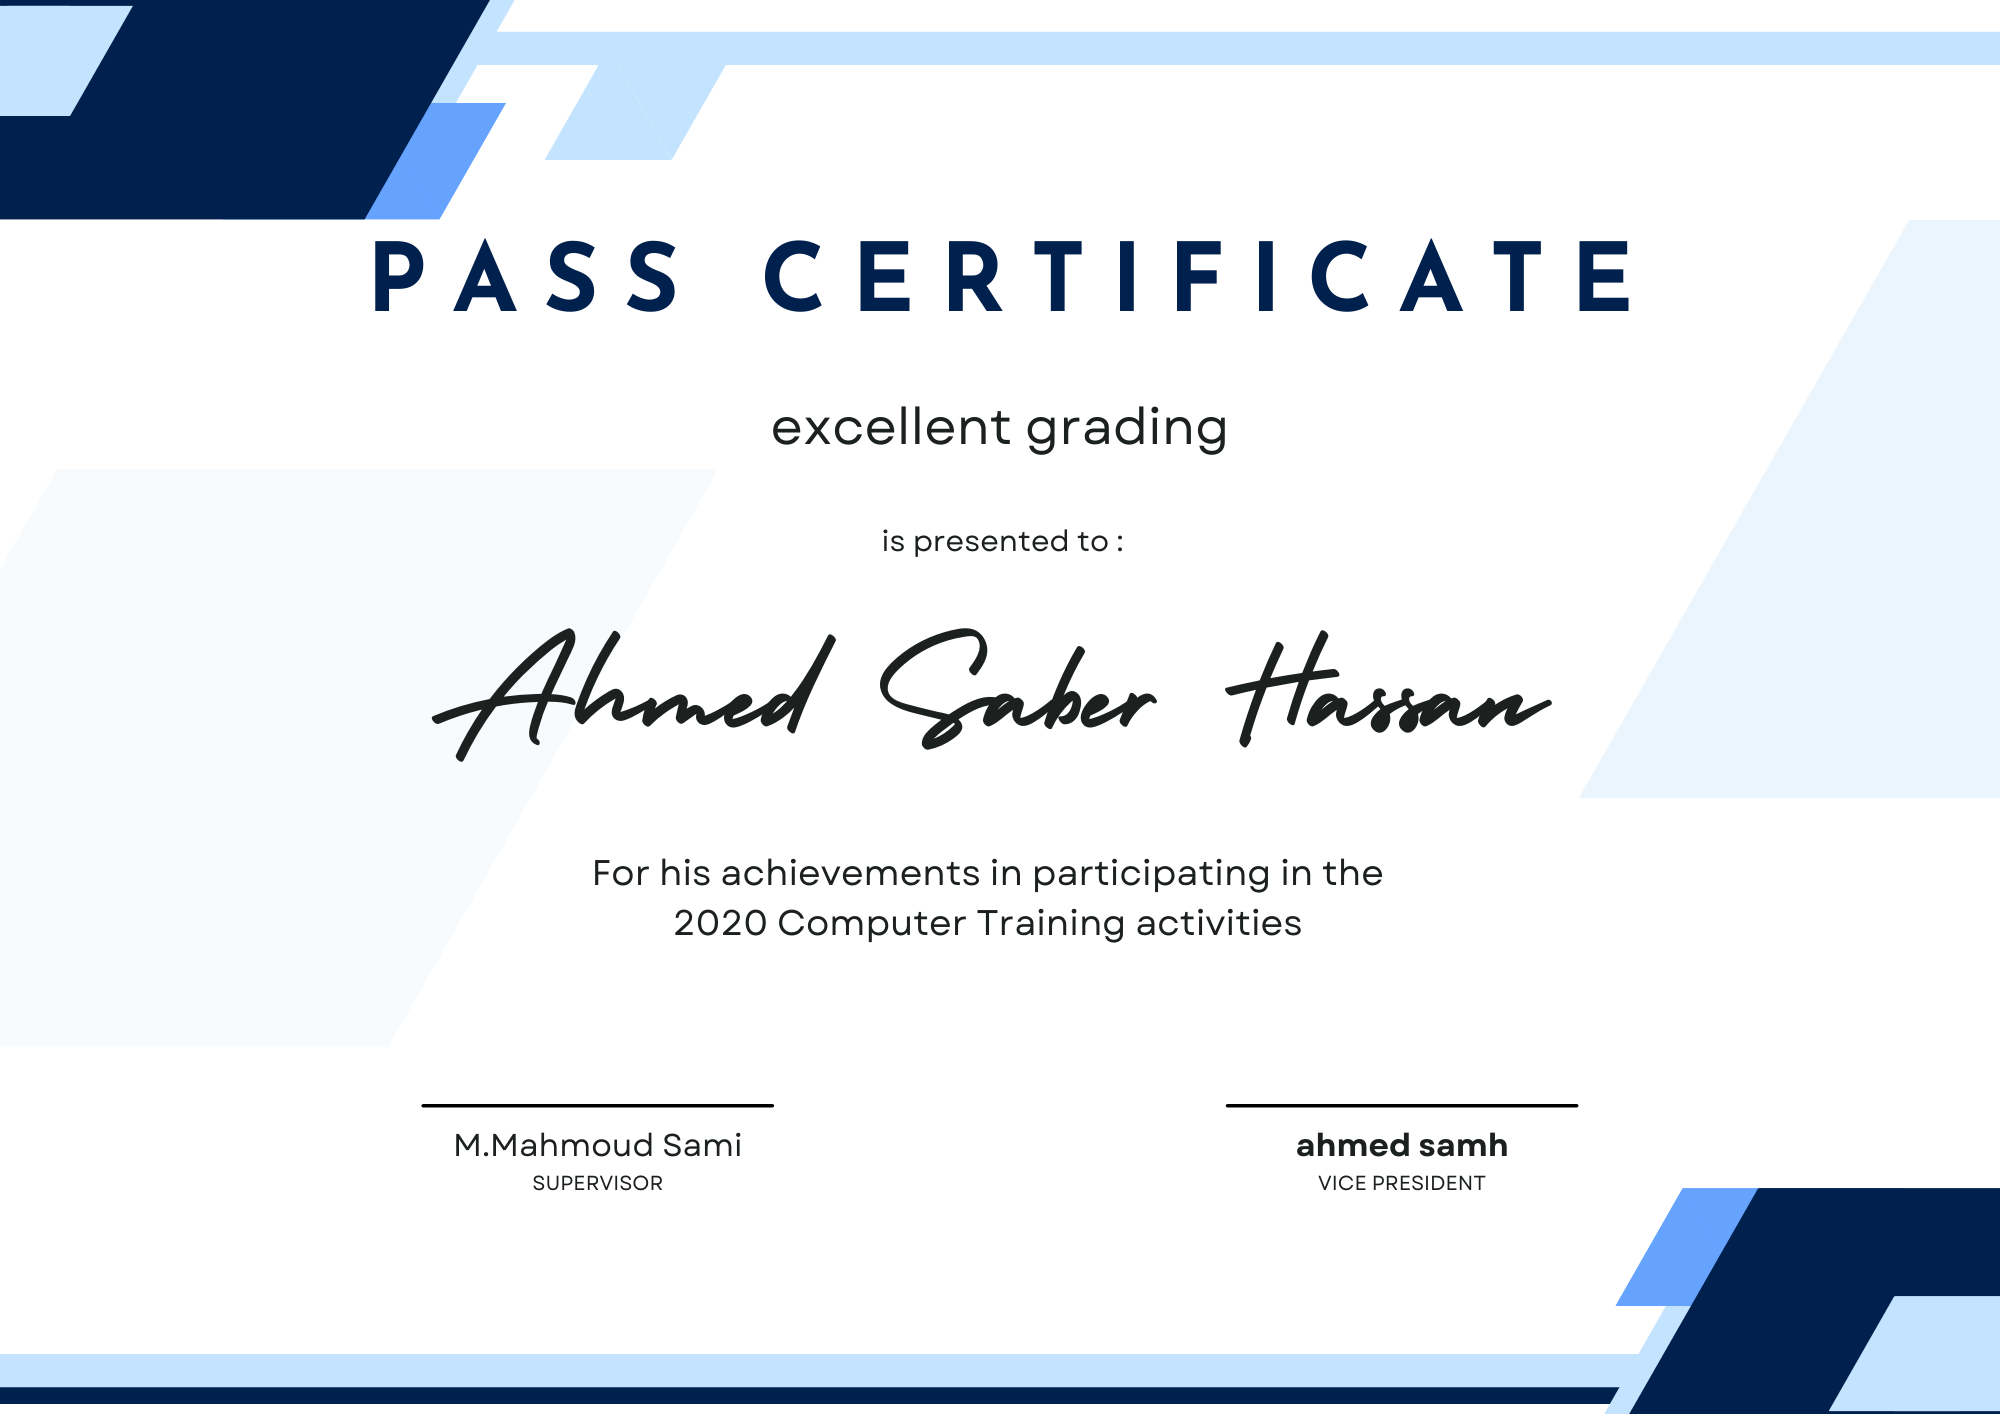 PASS CERTIFICATE
excellent grading
is presented to :
Ahmed Saber Hassan
For his achievements in participating in the
2020 Computer Training activities
M.Mahmoud Sami
SUPERVISOR
ahmed samh
VICE PRESIDENT